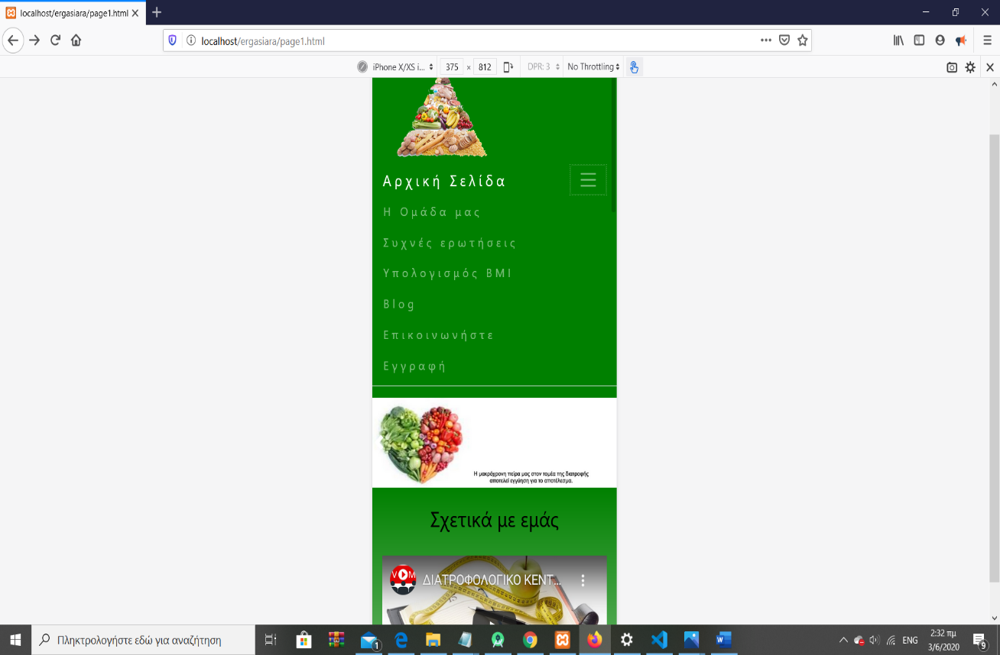 localhost/ergasiara/page1.html
localhost/ergasiara/page1.html
iPhone X/XS i... 375 × 812 DPR: 3 No Throttling
Αρχική Σελίδα
Η Ομάδα μας
Συχνές ερωτήσεις
Υπολογισμός BMI
Blog
Επικοινωνήστε
Εγγραφή
Η μακρόχρονη πείρα μας στον τομέα της διατροφής
αποτελεί εγγύηση για το αποτέλεσμα.
Σχετικά με εμάς
V M ΔΙΑΤΡΟΦΟΛΟΓΙΚΟ ΚΕΝΤ...
Πληκτρολογήστε εδώ για αναζήτηση
1
ENG
2:32 πμ
3/6/2020
9